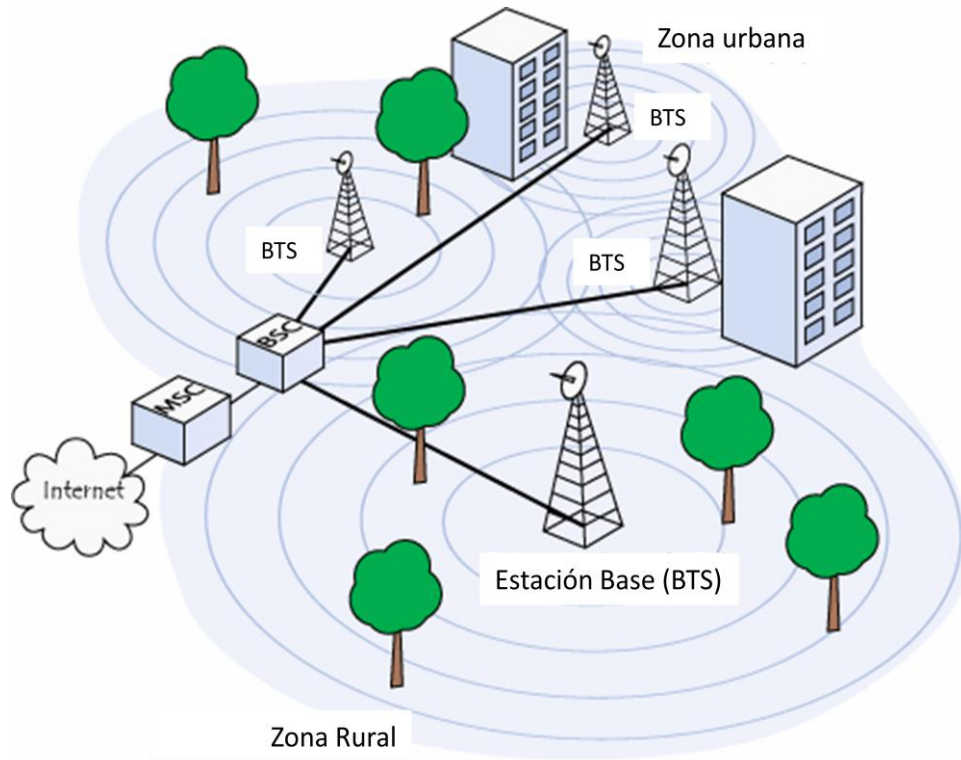 Zona urbana
BTS
BTS
BTS
BSC
MSC
Internet
Estación Base (BTS)
Zona Rural